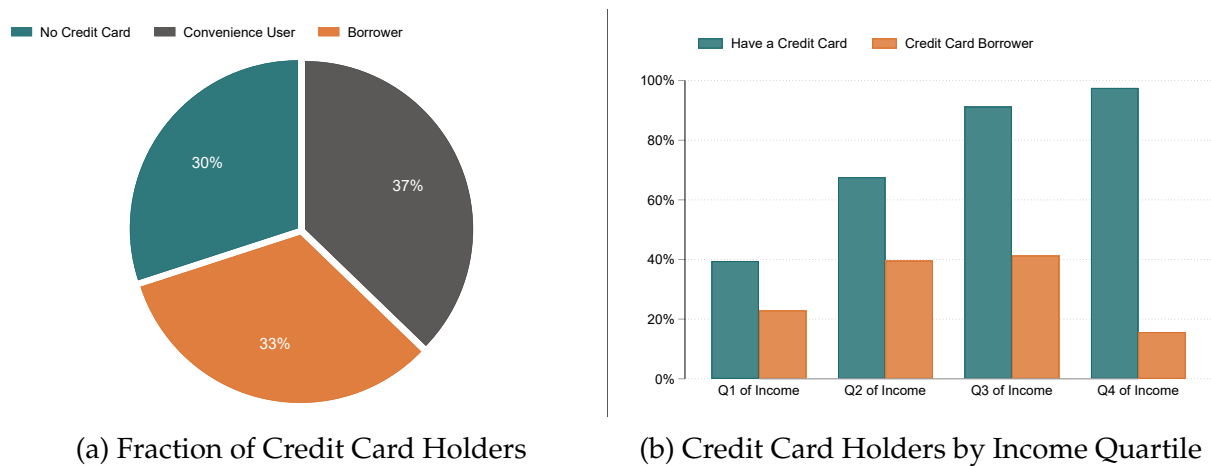 No Credit Card Convenience User Borrower
30%
37%
33%
(a) Fraction of Credit Card Holders
Have a Credit Card Credit Card Borrower
100%
80%
60%
40%
20%
0%
Q1 of Income Q2 of Income Q3 of Income Q4 of Income
(b) Credit Card Holders by Income Quartile